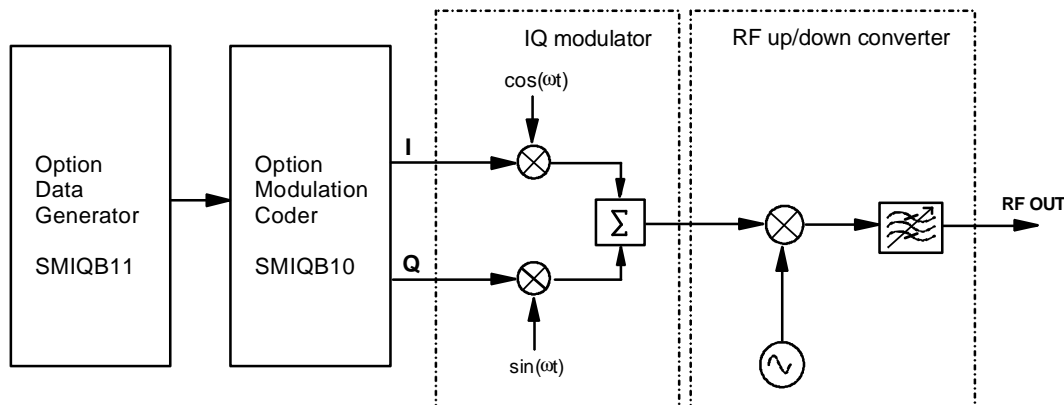 IQ modulator
RF up/down converter
cos(ωt)
I
Option
Data
Generator
SMIQB11
Option
Modulation
Coder
SMIQB10
Σ
RF OUT
Q
sin(ωt)